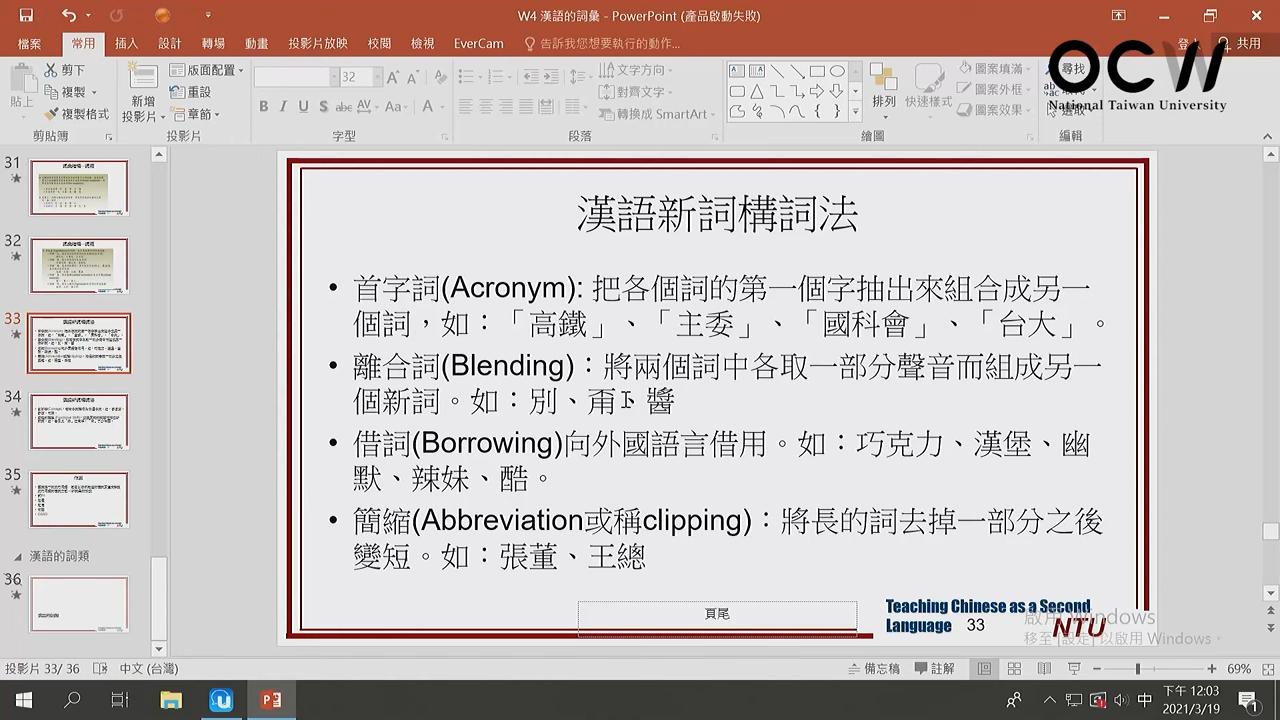 W4 漢語的詞彙 - PowerPoint (產品啟動失敗)
檔案 常用 插入 設計 轉場 動畫 投影片放映 校閱 檢視 EverCam 告訴我您想要執行的動作... 共用
OCW
National Taiwan University
剪下 版面配置 32 文字方向 圖案填滿 尋找
複製 重設 對齊文字 圖案外框
貼上 新增 排列 快速樣式
複製格式 投影片 章節 轉換成 SmartArt 圖案效果 選取
剪貼簿 投影片 字型 段落 繪圖 編輯
31
32
33
34
35
漢語的詞類
36
漢語新詞構詞法
• 首字詞(Acronym): 把各個詞的第一個字抽出來組合成另一
個詞，如：「高鐵」、「主委」、「國科會」、「台大」。
• 離合詞(Blending)：將兩個詞中各取一部分聲音而組成另一
個新詞。如：別、甭、醬
• 借詞(Borrowing)向外國語言借用。如：巧克力、漢堡、幽
默、辣妹、酷。
• 簡縮(Abbreviation或稱clipping)：將長的詞去掉一部分之後
變短。如：張董、王總
頁尾
Teaching Chinese as a Second
Language 33 NTU
啟用 Windows
移至 [設定] 以啟用 Windows。
投影片 33/ 36 中文 (台灣) 備忘稿 註解 69%
中 下午 12:03
2021/3/19
1